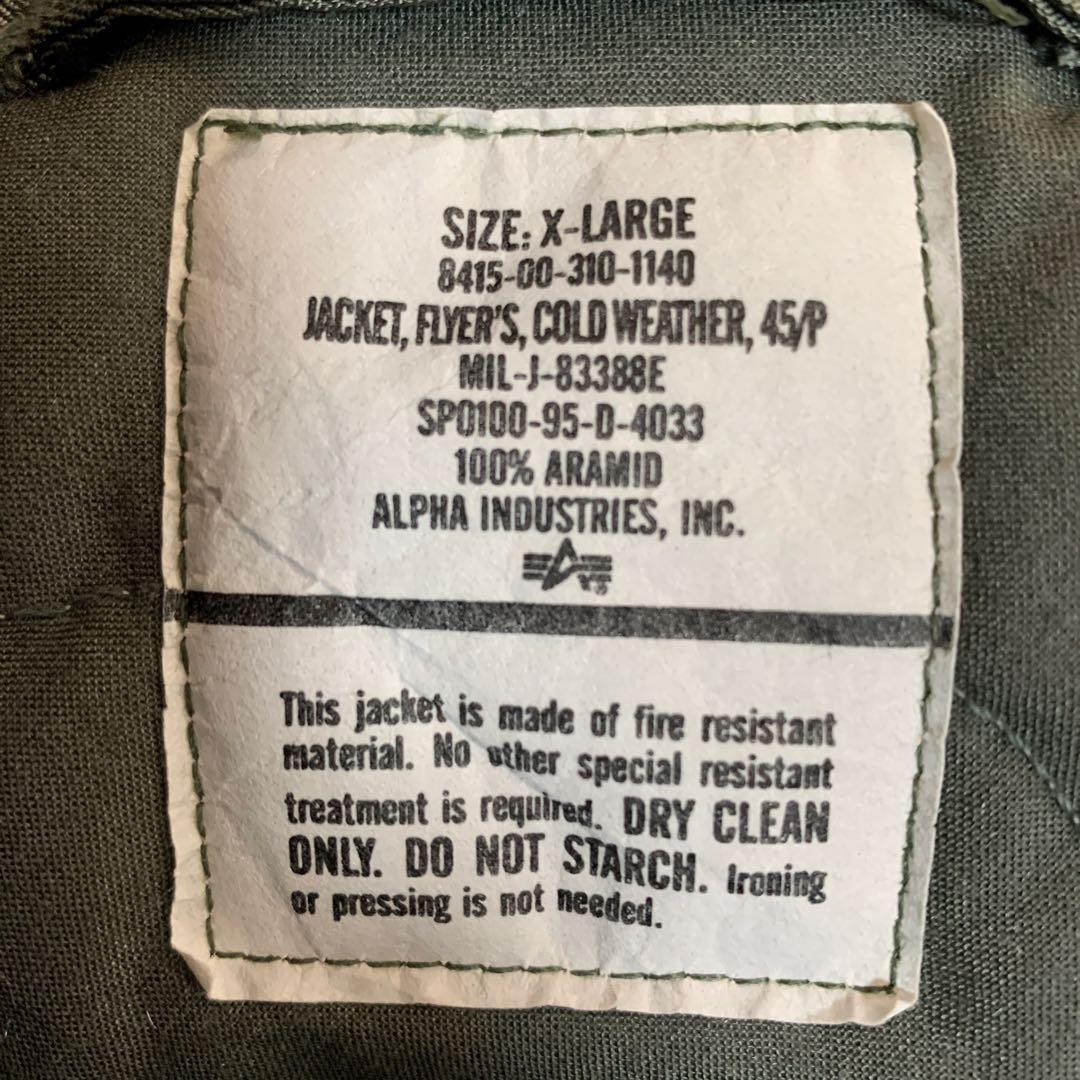 SIZE: X-LARGE
8415-00-310-1140
JACKET, FLYER'S, COLD WEATHER, 45/P
MIL-J-83388E
SPO100-95-D-4033
100% ARAMID
ALPHA INDUSTRIES, INC.
This jacket is made of fire resistant
material. No other special resistant
treatment is required. DRY CLEAN
ONLY. DO NOT STARCH. Ironing
or pressing is not needed.